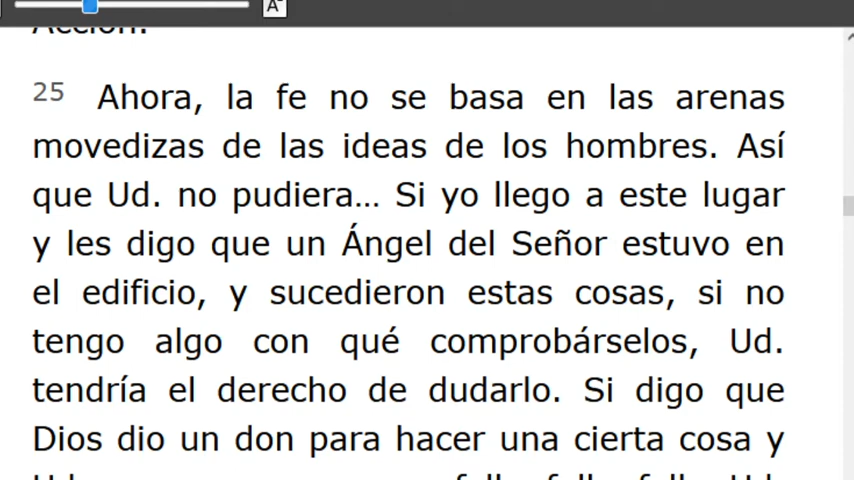 Acción.
25 Ahora, la fe no se basa en las arenas
movedizas de las ideas de los hombres. Así
que Ud. no pudiera... Si yo llego a este lugar
y les digo que un Ángel del Señor estuvo en
el edificio, y sucedieron estas cosas, si no
tengo algo con qué comprobárselos, Ud.
tendría el derecho de dudarlo. Si digo que
Dios dio un don para hacer una cierta cosa y